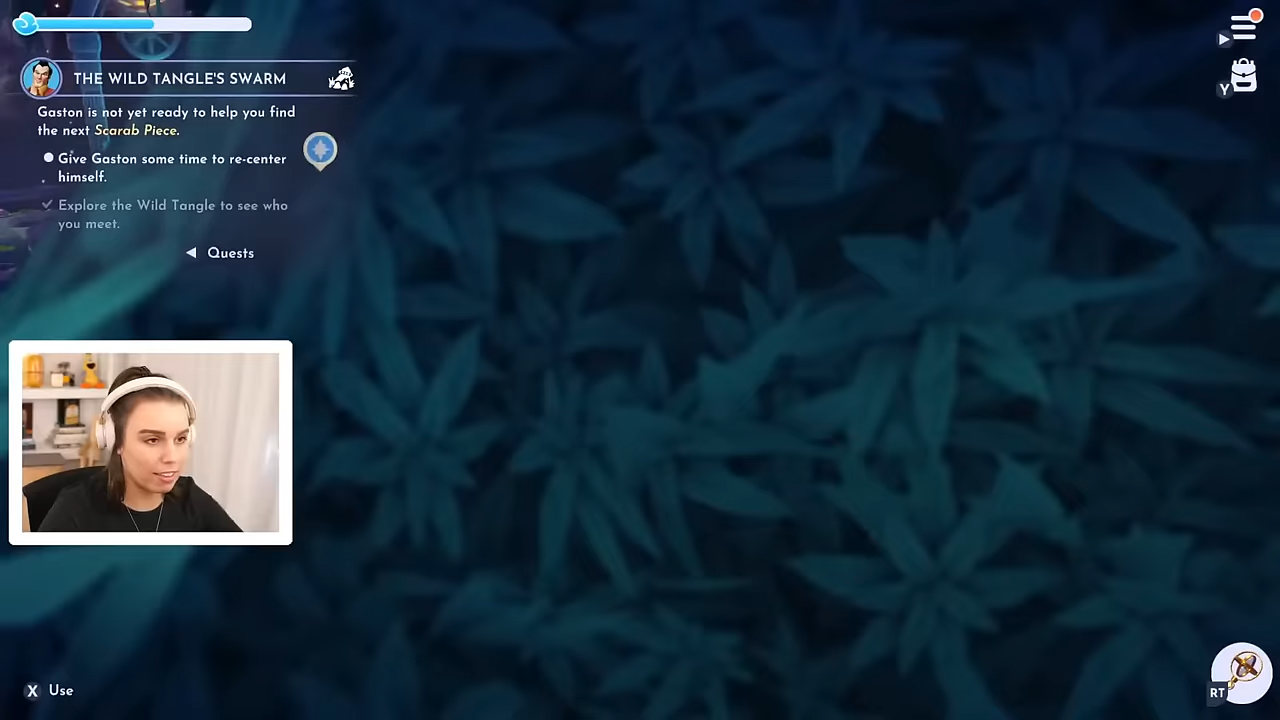 THE WILD TANGLE'S SWARM
Gaston is not yet ready to help you find
the next Scarab Piece.
Give Gaston some time to re-center
himself.
Explore the Wild Tangle to see who
you meet.
Quests
Y
X Use
RT